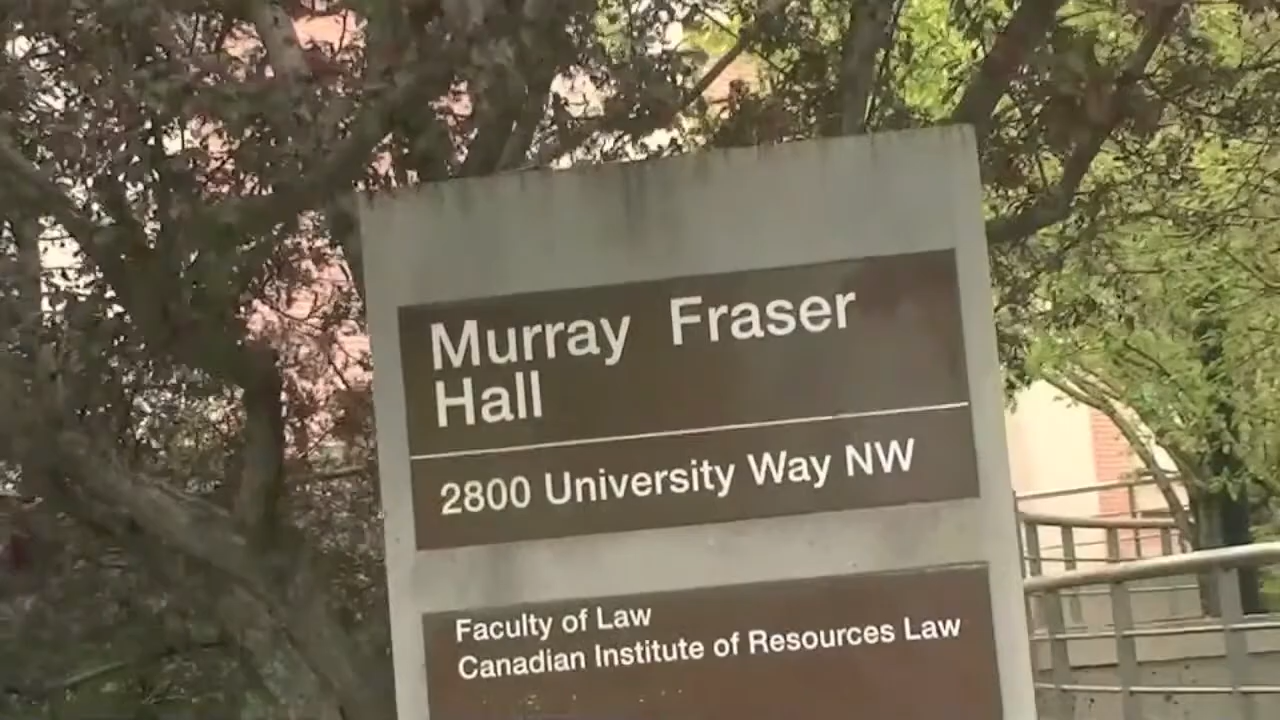 Murray Fraser
Hall
2800 University Way NW
Faculty of Law
Canadian Institute of Resources Law